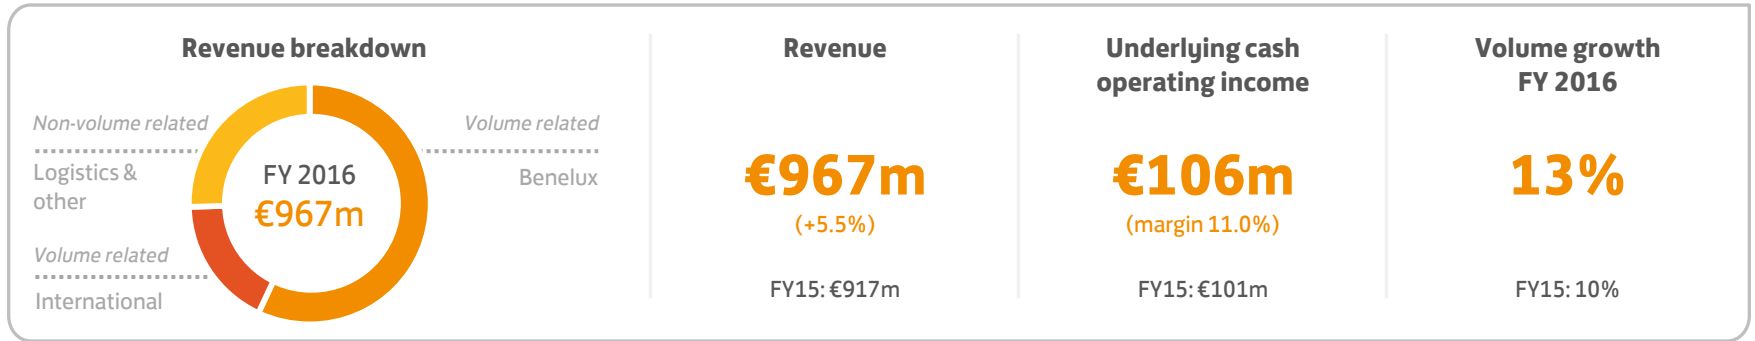 Revenue breakdown
Non-volume related
Logistics &
other
Volume related
International
FY 2016
€967m
Volume related
Benelux
Revenue
€967m
(+5.5%)
FY15: €917m
Underlying cash
operating income
€106m
(margin 11.0%)
FY15: €101m
Volume growth
FY 2016
13%
FY15: 10%